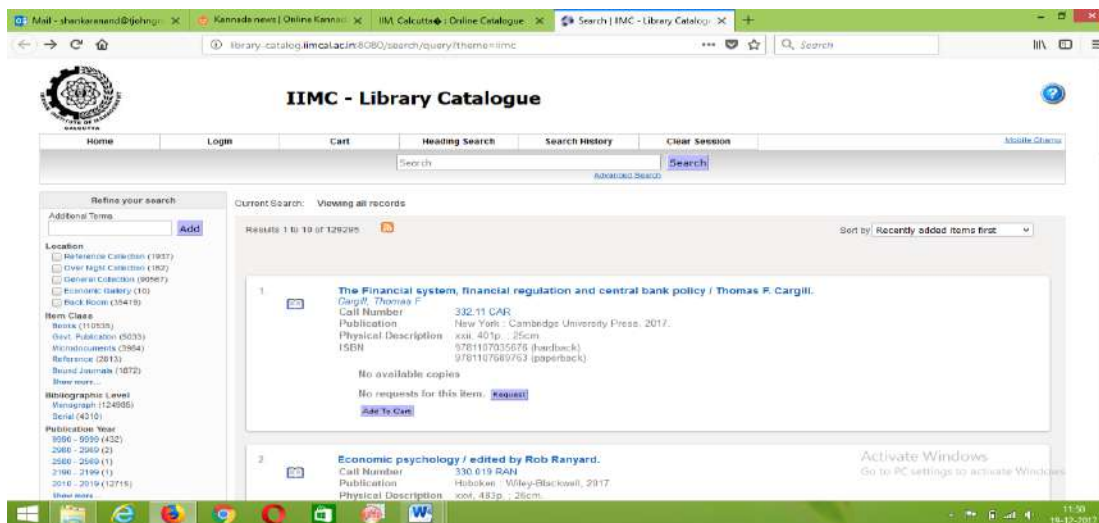 Mail - shankaranand@tjohngr
Kannada news | Online Kannad
IIM, Calcutta : Online Catalogue
Search | IIMC - Library Catalog
library-catalog.iimcal.ac.in:8080/search/query?theme=iimc
Search
IIMC - Library Catalogue
CALCUTTA
Home
Login
Cart
Heading Search
Search History
Clear Session
Search
Search
Advanced Search
Refine your search
Additional Terms
Add
Location
Reference Collection (1937)
Over Night Collection (182)
General Collection (90567)
Economic Gallery (10)
Back Room (35419)
Item Class
Books (110535)
Govt. Publication (5033)
Microdocuments (3984)
Reference (2813)
Bound Journals (1872)
Show more...
Bibliographic Level
Monograph (124985)
Serial (4310)
Publication Year
9900 - 9999 (432)
2980 - 2989 (2)
2560 - 2569 (1)
2190 - 2199 (1)
2010 - 2019 (12716)
Show more...
Current Search: Viewing all records
Results 1 to 10 of 129295
Sort by Recently added items first
1
The Financial system, financial regulation and central bank policy / Thomas F. Cargill.
Cargill, Thomas F
Call Number 332.11 CAR
Publication New York : Cambridge University Press, 2017.
Physical Description xxii, 401p. ; 25cm.
ISBN 9781107035676 (hardback)
9781107689763 (paperback)
No available copies
No requests for this item. Request
Add To Cart
2
Economic psychology / edited by Rob Ranyard.
Call Number 330.019 RAN
Publication Hoboken : Wiley-Blackwell, 2017.
Physical Description xxii, 483p. ; 26cm.
Activate Windows
Go to PC settings to activate Windows
11:50
19-12-2017